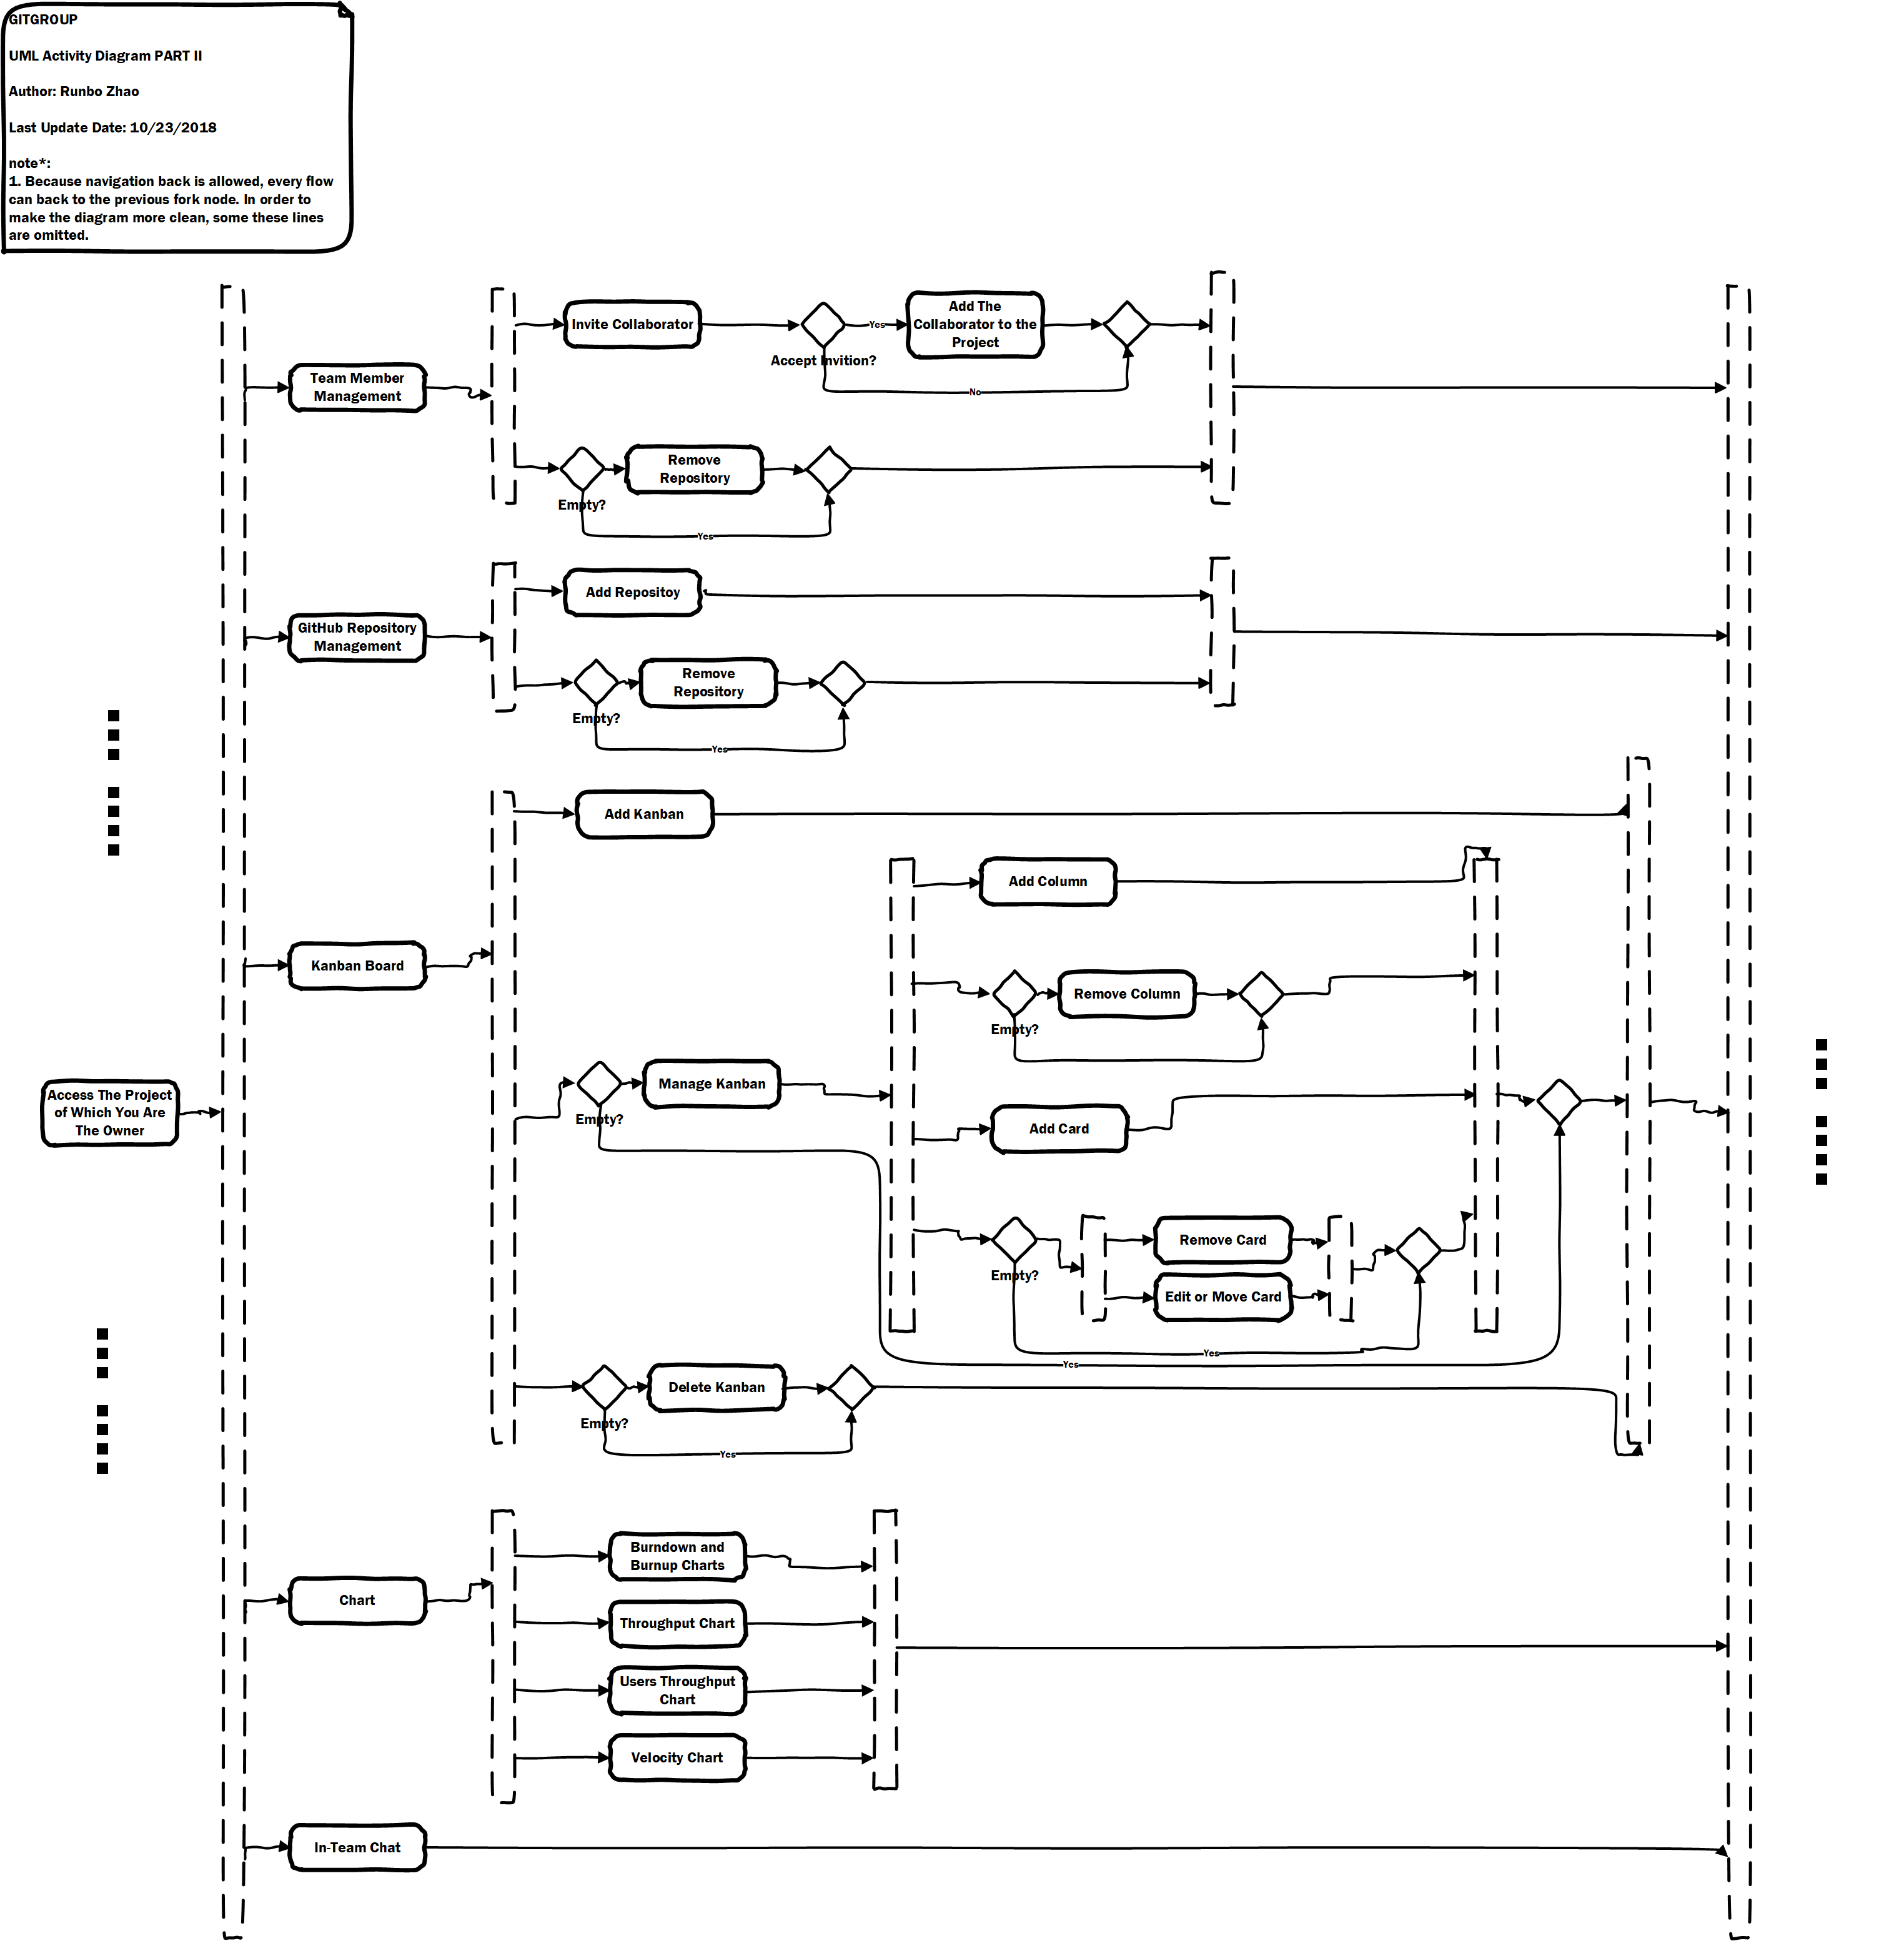 GITGROUP
UML Activity Diagram PART II
Author: Runbo Zhao
Last Update Date: 10/23/2018
note*:
1. Because navigation back is allowed, every flow
can back to the previous fork node. In order to
make the diagram more clean, some these lines
are omitted.
Invite Collaborator
Accept Invition?
Yes
Add The
Collaborator to the
Project
No
Team Member
Management
Empty?
Remove
Repository
Yes
Add Repositoy
GitHub Repository
Management
Empty?
Remove
Repository
Yes
Add Kanban
Add Column
Kanban Board
Empty?
Remove Column
Empty?
Manage Kanban
Access The Project
of Which You Are
The Owner
Add Card
Empty?
Remove Card
Edit or Move Card
Yes
Yes
Empty?
Delete Kanban
Yes
Burndown and
Burnup Charts
Chart
Throughput Chart
Users Throughput
Chart
Velocity Chart
In-Team Chat